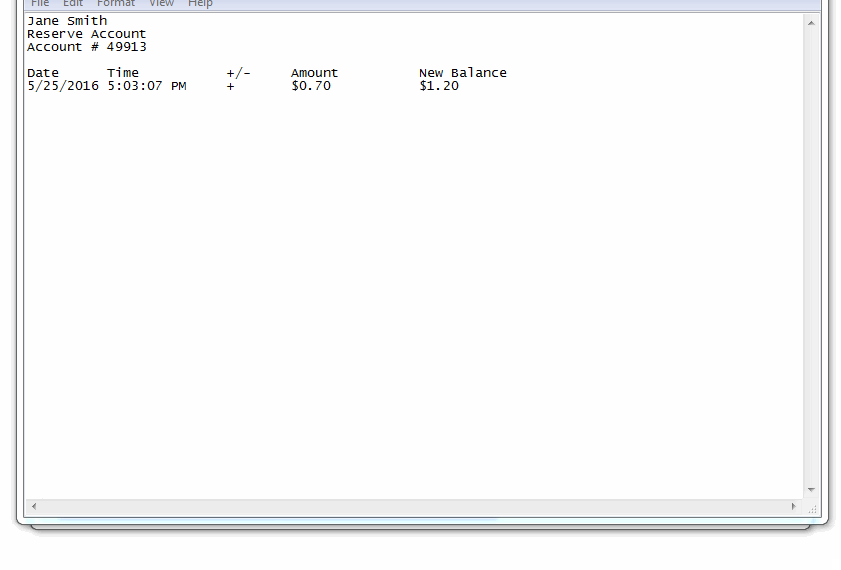 File Edit Format View Help
Jane Smith
Reserve Account
Account # 49913
Date Time +/- Amount New Balance
5/25/2016 5:03:07 PM + $0.70 $1.20